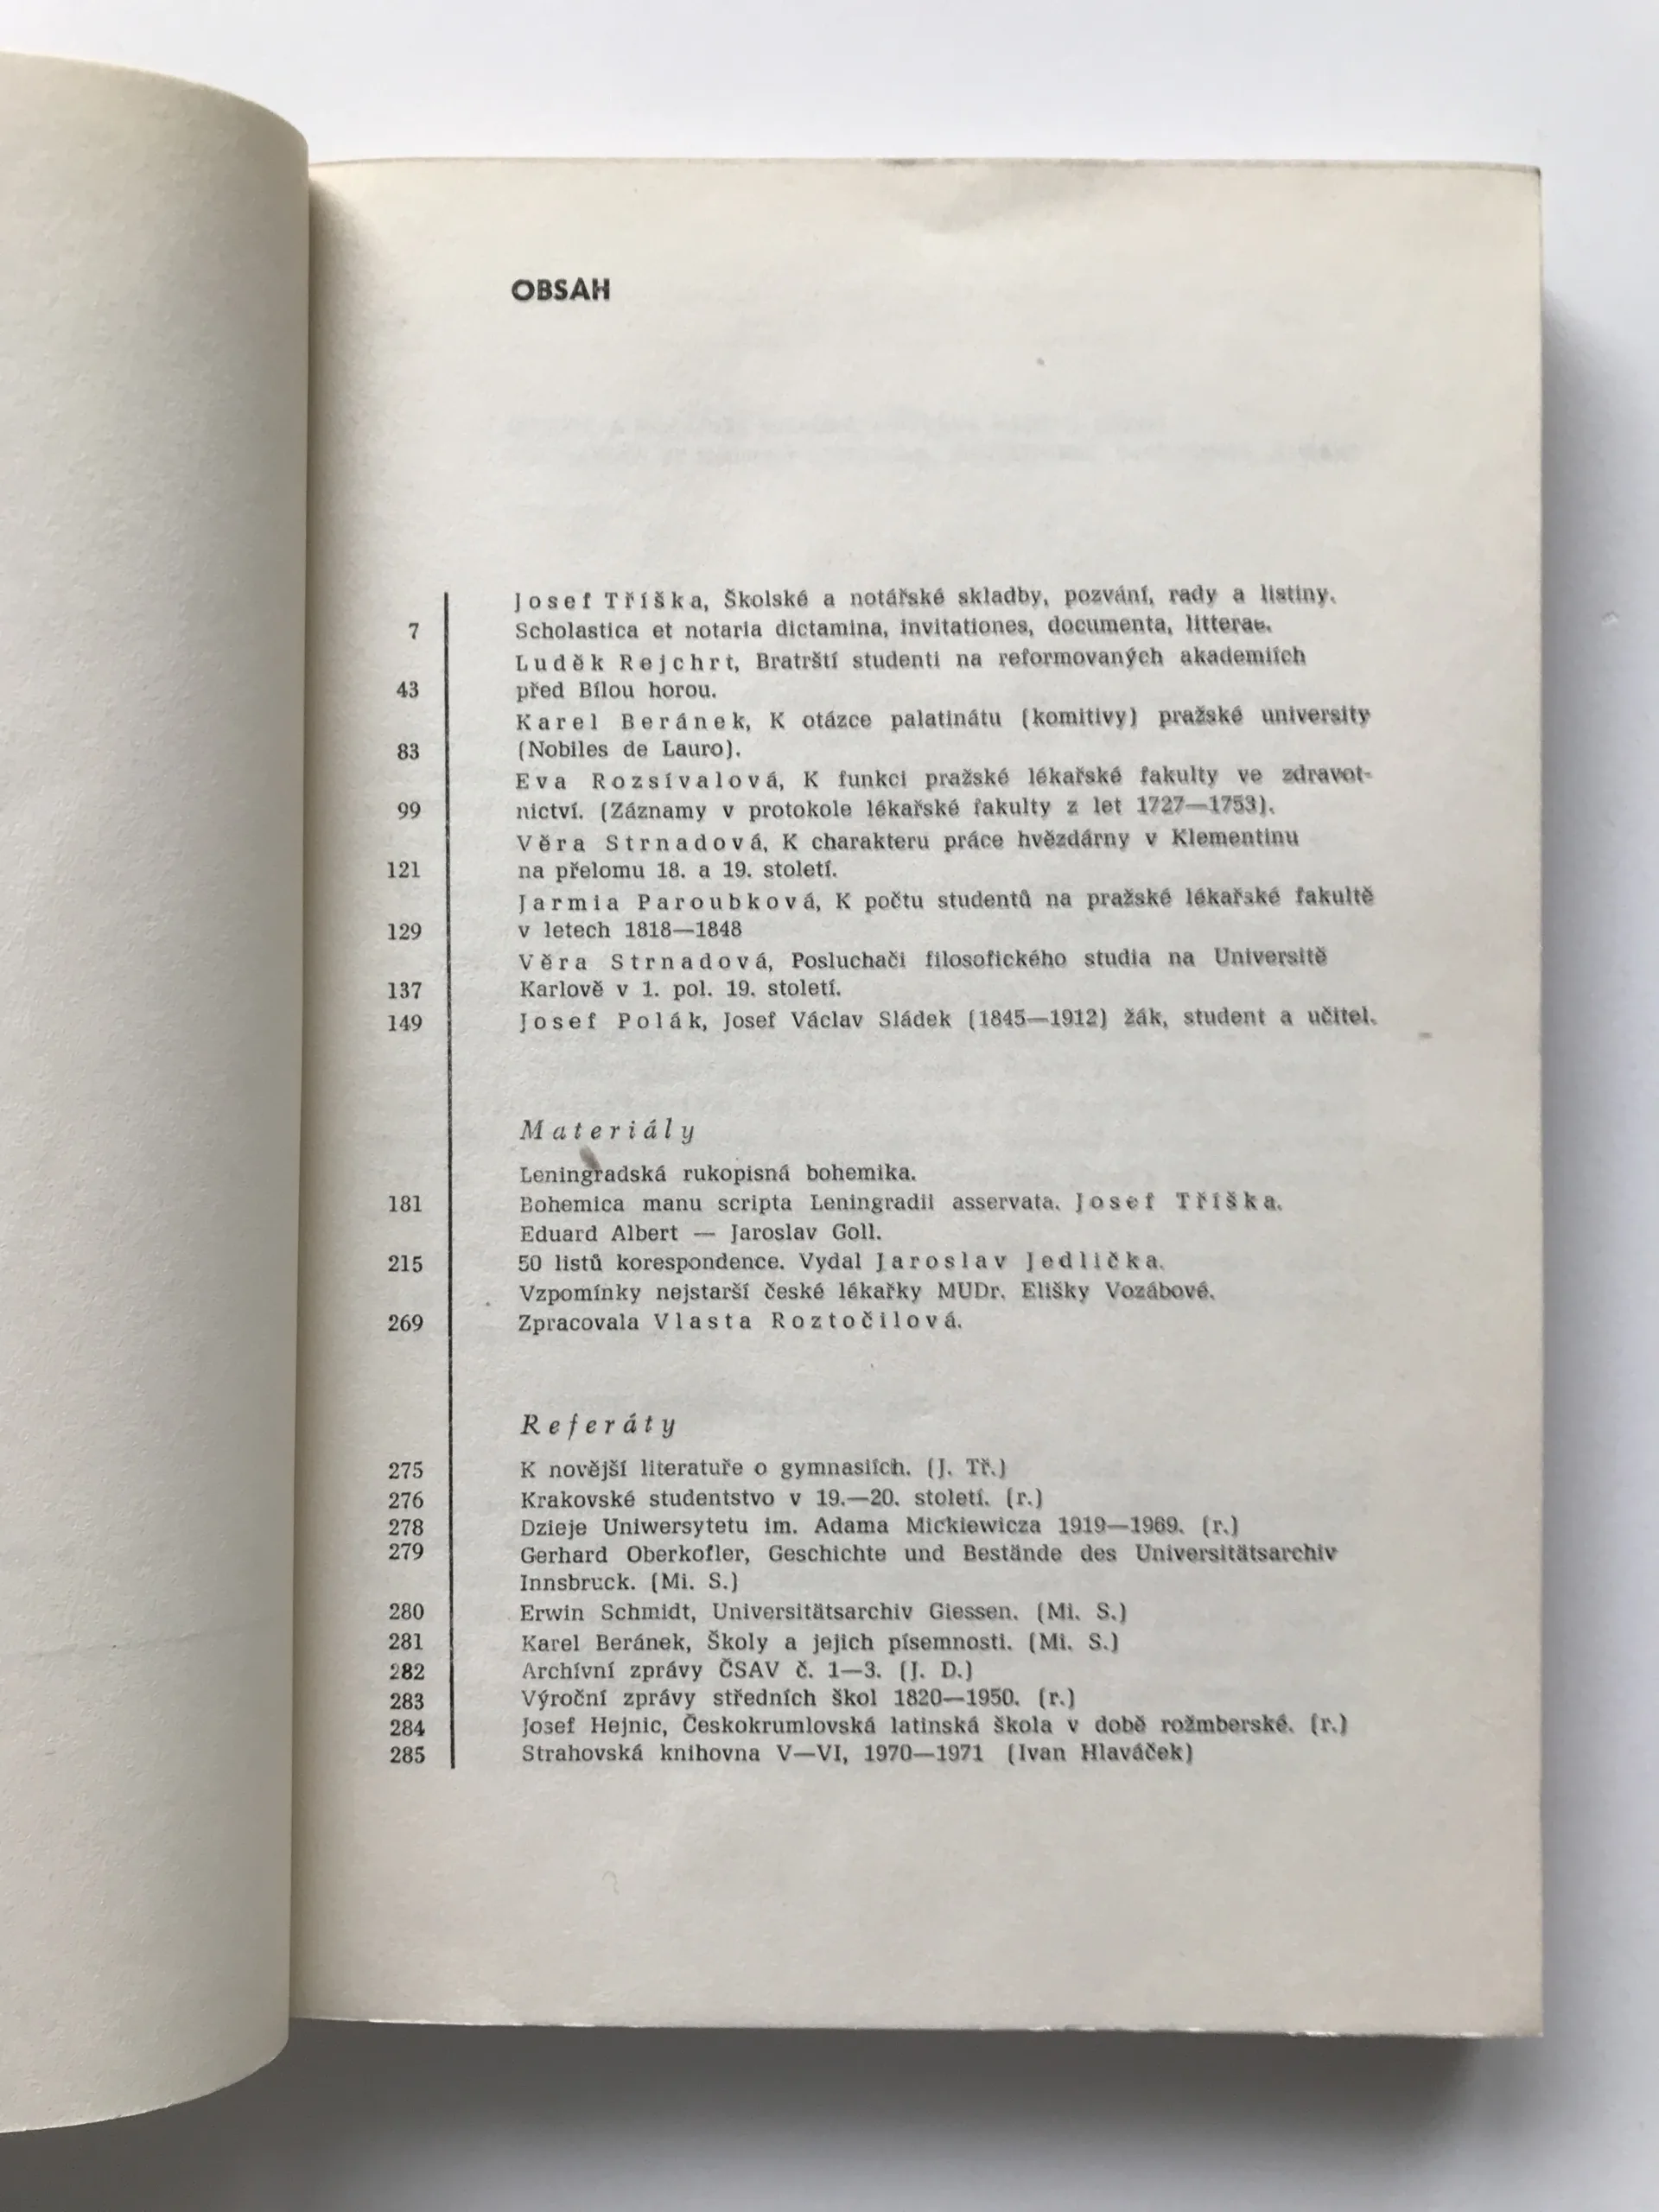 OBSAH
Josef Tříška, Školské a notářské skladby, pozvání, rady a listiny.
7 Scholastica et notaria dictamina, invitationes, documenta, litterae.
Luděk Rejchrt, Bratrští studenti na reformovaných akademiích
43 před Bílou horou.
Karel Beránek, K otázce palatinátu (komitivy) pražské university
83 (Nobiles de Lauro).
Eva Rozsívalová, K funkci pražské lékařské fakulty ve zdravot-
99 nictví. (Záznamy v protokole lékařské fakulty z let 1727—1753).
Věra Strnadová, K charakteru práce hvězdárny v Klementinu
121 na přelomu 18. a 19. století.
Jarmia Paroubková, K počtu studentů na pražské lékařské fakultě
129 v letech 1818—1848
Věra Strnadová, Posluchači filosofického studia na Universitě
137 Karlově v 1. pol. 19. století.
149 Josef Polák, Josef Václav Sládek (1845—1912) žák, student a učitel.
Materiály
Leningradská rukopisná bohemika.
181 Bohemica manu scripta Leningradii asservata. Josef Tříška.
Eduard Albert — Jaroslav Goll.
215 50 listů korespondence. Vydal Jaroslav Jedlička.
Vzpomínky nejstarší české lékařky MUDr. Elišky Vozábové.
269 Zpracovala Vlasta Roztočilová.
Referáty
275 K novější literatuře o gymnasiích. (J. Tř.)
276 Krakovské studentstvo v 19.—20. století. (r.)
278 Dzieje Uniwersytetu im. Adama Mickiewicza 1919—1969. (r.)
279 Gerhard Oberkofler, Geschichte und Bestände des Universitätsarchiv
Innsbruck. (Mi. S.)
280 Erwin Schmidt, Universitätsarchiv Giessen. (Mi. S.)
281 Karel Beránek, Školy a jejich písemnosti. (Mi. S.)
282 Archívní zprávy ČSAV č. 1—3. (J. D.)
283 Výroční zprávy středních škol 1820—1950. (r.)
284 Josef Hejnic, Českokrumlovská latinská škola v době rožmberské. (r.)
285 Strahovská knihovna V—VI, 1970—1971 (Ivan Hlaváček)